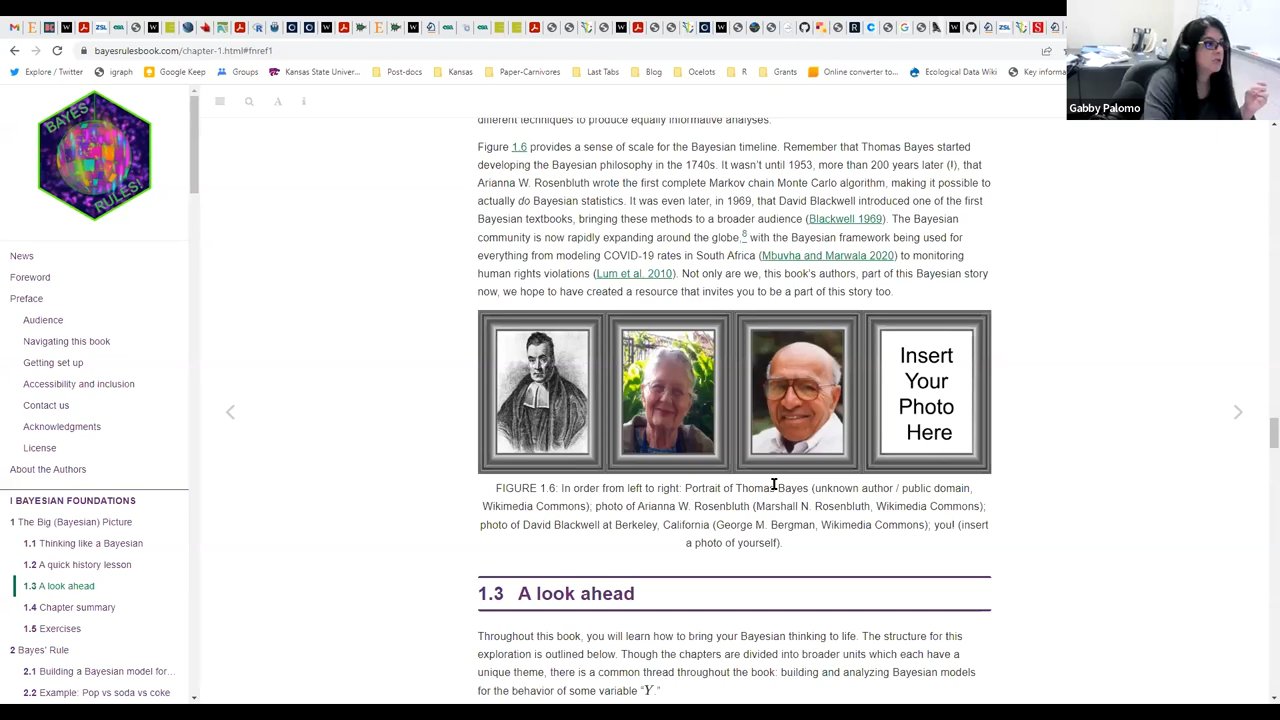 bayesrulesbook.com/chapter-1.html#fnref1
Explore / Twitter
igraph
Google Keep
Groups
Kansas State Univer...
Post-docs
Kansas
Paper-Carnivores
Last Tabs
Blog
Ocelots
R
Grants
Online converter to...
Ecological Data Wiki
Key informa
Gabby Palomo
BAYES
RULES!
News
Foreword
Preface
Audience
Navigating this book
Getting set up
Accessibility and inclusion
Contact us
Acknowledgments
License
About the Authors
I BAYESIAN FOUNDATIONS
1 The Big (Bayesian) Picture
1.1 Thinking like a Bayesian
1.2 A quick history lesson
1.3 A look ahead
1.4 Chapter summary
1.5 Exercises
2 Bayes' Rule
2.1 Building a Bayesian model for...
2.2 Example: Pop vs soda vs coke
different techniques to produce equally informative analyses.
Figure 1.6 provides a sense of scale for the Bayesian timeline. Remember that Thomas Bayes started
developing the Bayesian philosophy in the 1740s. It wasn't until 1953, more than 200 years later (!), that
Arianna W. Rosenbluth wrote the first complete Markov chain Monte Carlo algorithm, making it possible to
actually do Bayesian statistics. It was even later, in 1969, that David Blackwell introduced one of the first
Bayesian textbooks, bringing these methods to a broader audience (Blackwell 1969). The Bayesian
community is now rapidly expanding around the globe,8 with the Bayesian framework being used for
everything from modeling COVID-19 rates in South Africa (Mbuvha and Marwala 2020) to monitoring
human rights violations (Lum et al. 2010). Not only are we, this book's authors, part of this Bayesian story
now, we hope to have created a resource that invites you to be a part of this story too.
Insert
Your
Photo
Here
FIGURE 1.6: In order from left to right: Portrait of Thomas Bayes (unknown author / public domain,
Wikimedia Commons); photo of Arianna W. Rosenbluth (Marshall N. Rosenbluth, Wikimedia Commons);
photo of David Blackwell at Berkeley, California (George M. Bergman, Wikimedia Commons); you! (insert
a photo of yourself).
1.3 A look ahead
Throughout this book, you will learn how to bring your Bayesian thinking to life. The structure for this
exploration is outlined below. Though the chapters are divided into broader units which each have a
unique theme, there is a common thread throughout the book: building and analyzing Bayesian models
for the behavior of some variable "Y."